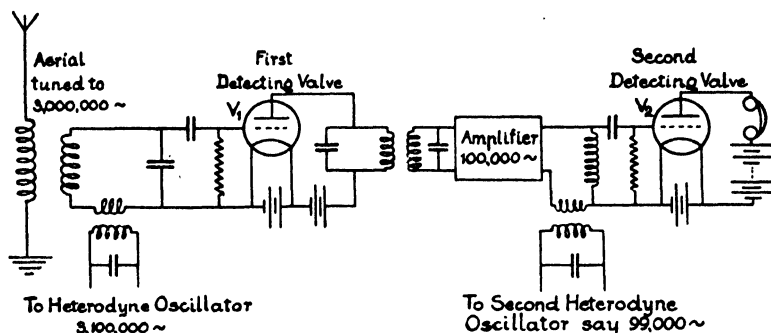 Aerial
tuned to
3,000,000 ~
First
Detecting Valve
V1
Amplifier
100,000 ~
Second
Detecting Valve
V2
To Heterodyne Oscillator
3,100,000 ~
To Second Heterodyne
Oscillator say 99,000 ~